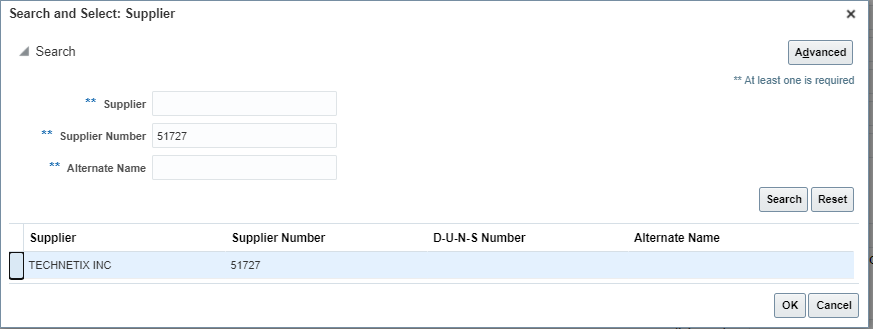 Search and Select: Supplier
Search
Advanced
** At least one is required
** Supplier
** Supplier Number 51727
** Alternate Name
Search Reset
Supplier Supplier Number D-U-N-S Number Alternate Name
TECHNETIX INC 51727
OK Cancel